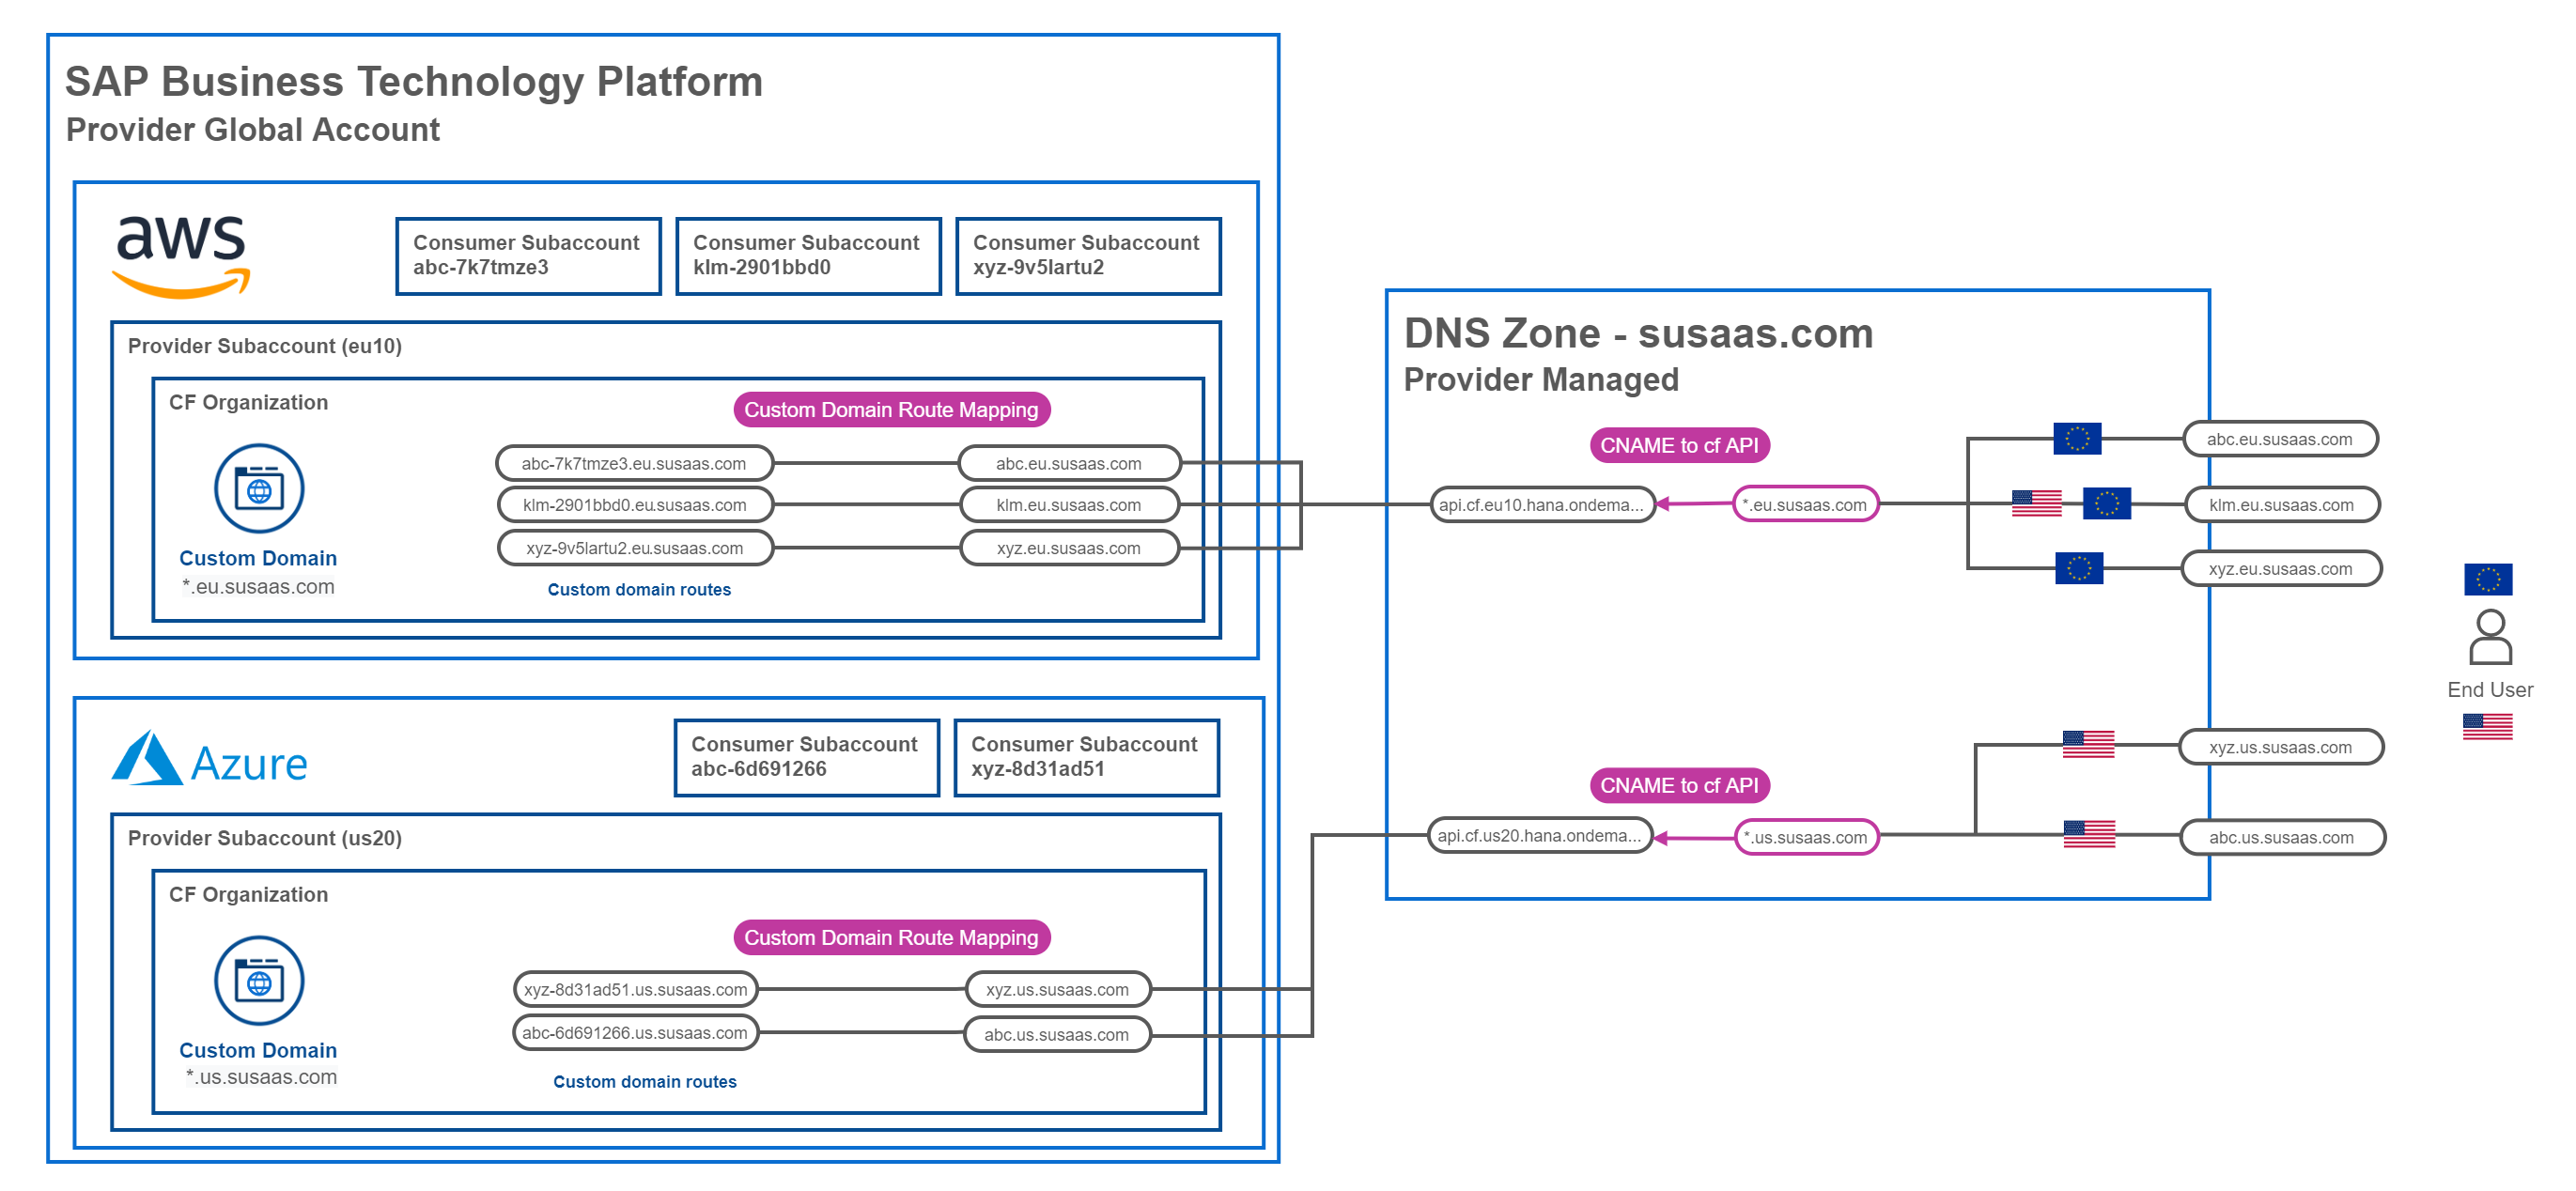 SAP Business Technology Platform
Provider Global Account
aws
Consumer Subaccount
abc-7k7tmze3
Consumer Subaccount
klm-2901bbd0
Consumer Subaccount
xyz-9v5lartu2
Provider Subaccount (eu10)
CF Organization
Custom Domain Route Mapping
abc-7k7tmze3.eu.susaas.com
abc.eu.susaas.com
klm-2901bbd0.eu.susaas.com
klm.eu.susaas.com
xyz-9v5lartu2.eu.susaas.com
xyz.eu.susaas.com
Custom Domain
*.eu.susaas.com
Custom domain routes
Azure
Consumer Subaccount
abc-6d691266
Consumer Subaccount
xyz-8d31ad51
Provider Subaccount (us20)
CF Organization
Custom Domain Route Mapping
xyz-8d31ad51.us.susaas.com
xyz.us.susaas.com
abc-6d691266.us.susaas.com
abc.us.susaas.com
Custom Domain
*.us.susaas.com
Custom domain routes
DNS Zone - susaas.com
Provider Managed
CNAME to cf API
api.cf.eu10.hana.ondema...
*.eu.susaas.com
abc.eu.susaas.com
klm.eu.susaas.com
xyz.eu.susaas.com
CNAME to cf API
api.cf.us20.hana.ondema...
*.us.susaas.com
xyz.us.susaas.com
abc.us.susaas.com
End User